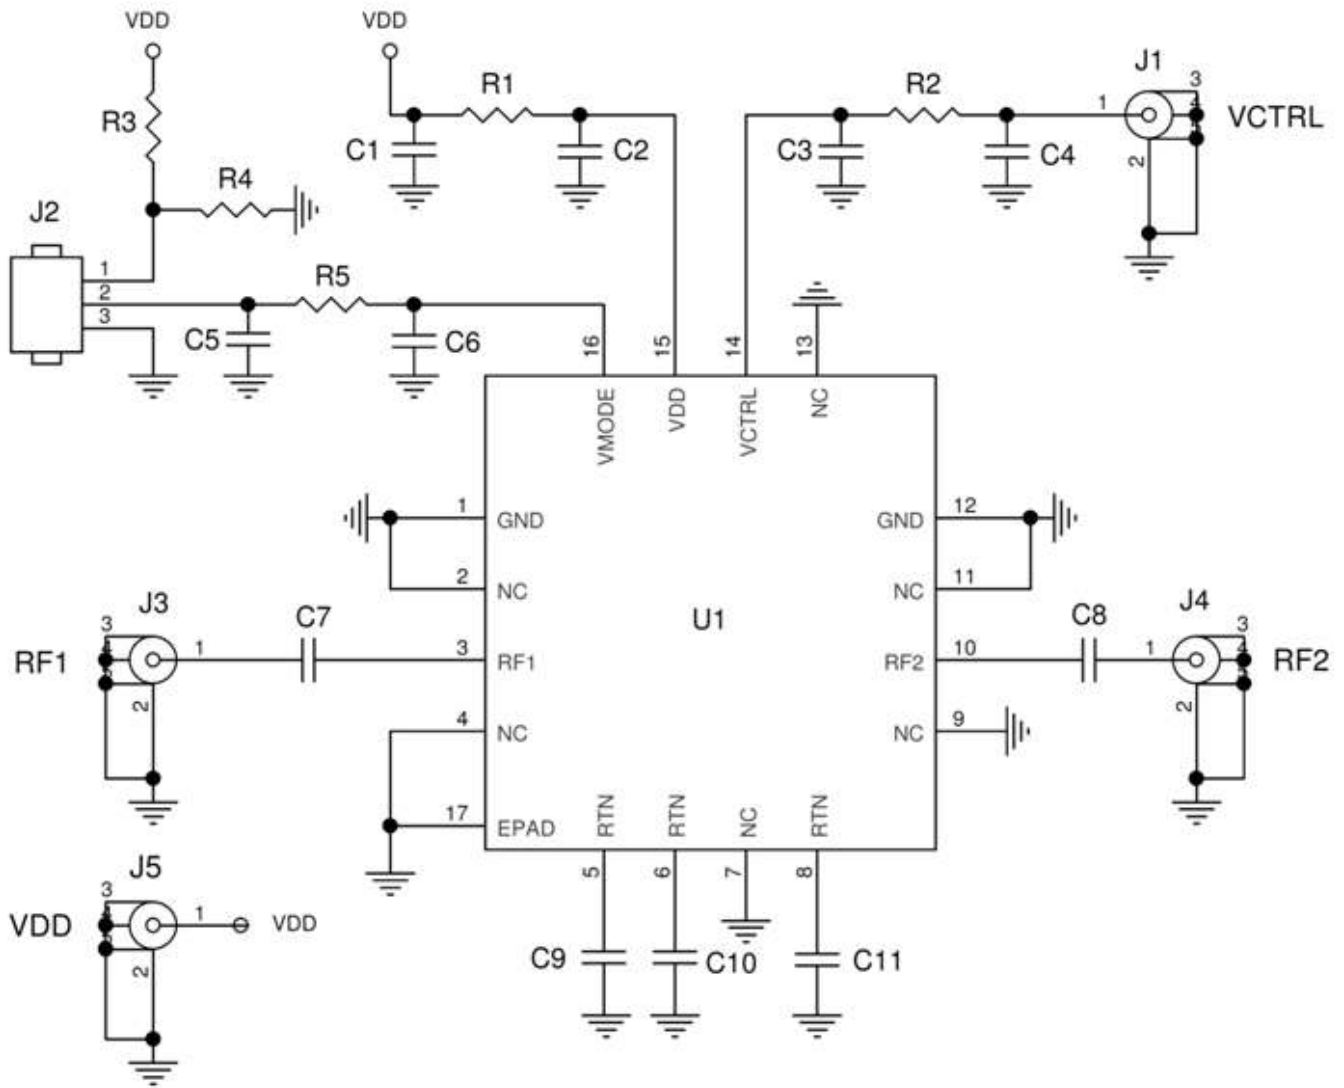 VDD VDD
R3 R1 R2 J1
3
1 4 VCTRL
C1 C2 C3 C4 2
R4
J2
1
2 R5
3
C5 C6 16 15 14 13
VMODE VDD VCTRL NC
1 GND GND 12
2 NC NC 11
U1
J3 C7 C8 J4
3 3
RF1 4 1 3 RF1 RF2 10 1 4 RF2
2 2
4 NC NC 9
17 EPAD RTN RTN NC RTN
5 6 7 8
J5
3
VDD 4 1 VDD
2
C9 C10 C11